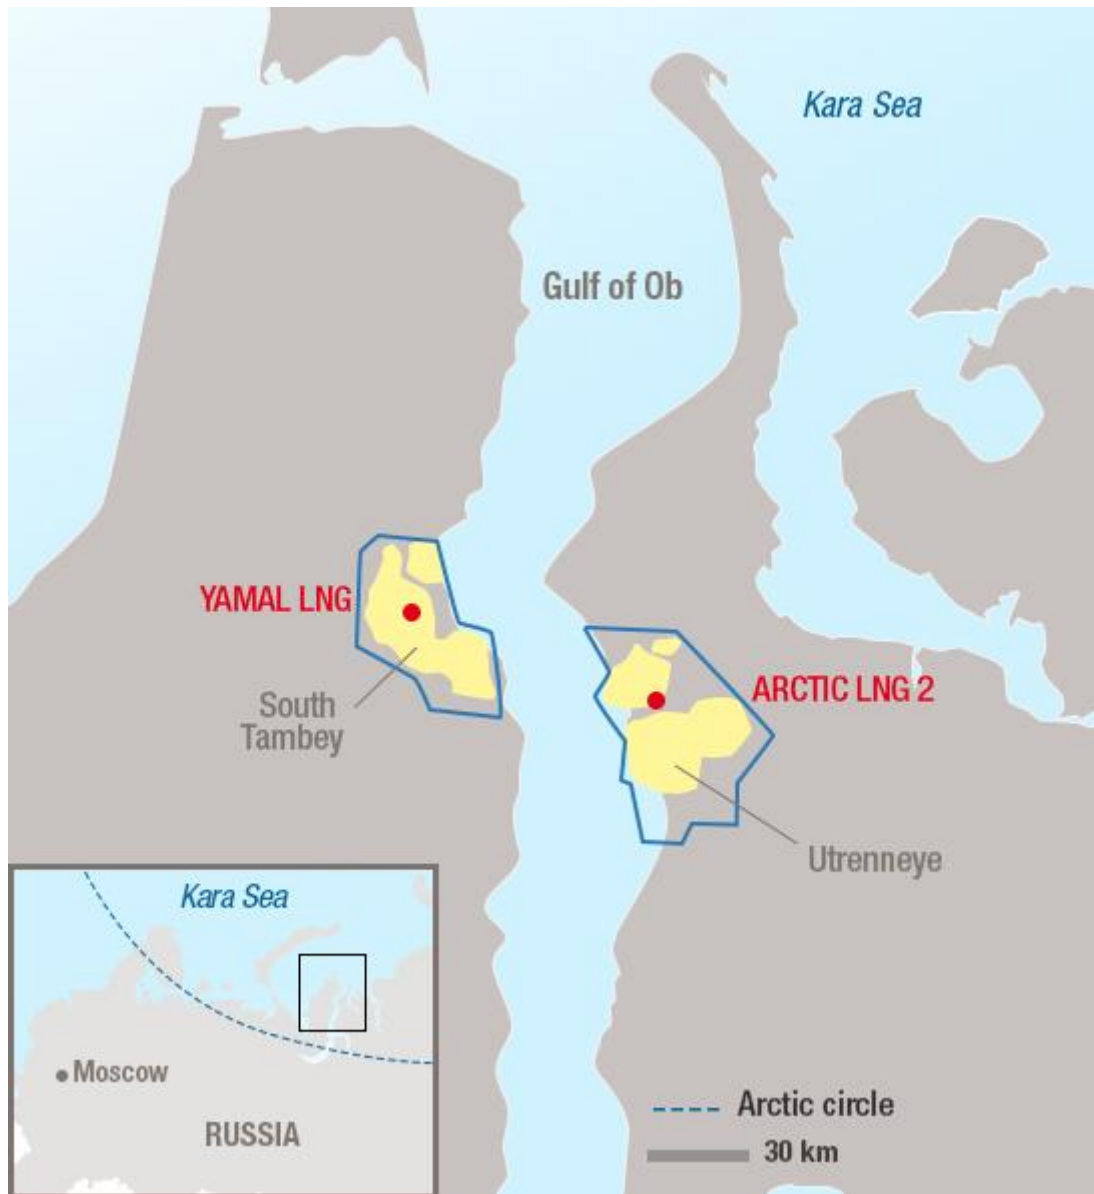 Kara Sea
Gulf of Ob
YAMAL LNG
South
Tambey
ARCTIC LNG 2
Utrenneye
Kara Sea
Moscow
RUSSIA
Arctic circle
30 km